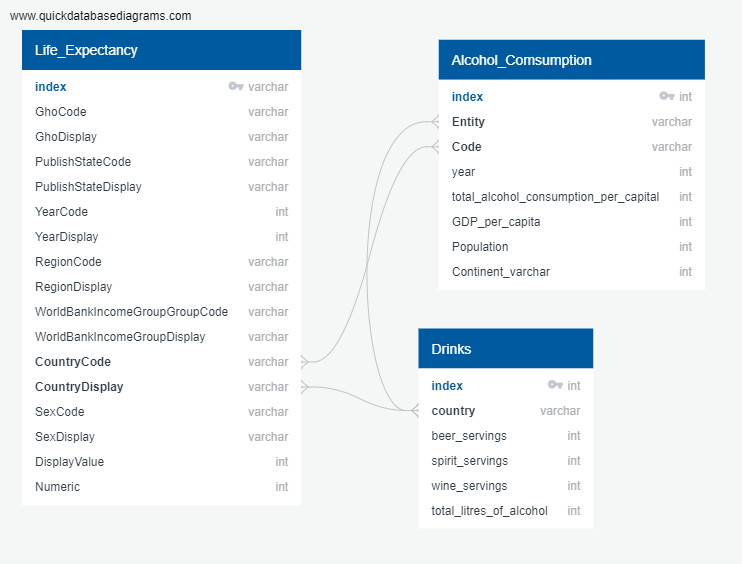 www.quickdatabasediagrams.com
Life_Expectancy
index varchar
GhoCode varchar
GhoDisplay varchar
PublishStateCode varchar
PublishStateDisplay varchar
YearCode int
YearDisplay int
RegionCode varchar
RegionDisplay varchar
WorldBankIncomeGroupGroupCode varchar
WorldBankIncomeGroupDisplay varchar
CountryCode varchar
CountryDisplay varchar
SexCode varchar
SexDisplay varchar
DisplayValue int
Numeric int
Alcohol_Comsumption
index int
Entity varchar
Code varchar
year int
total_alcohol_consumption_per_capital int
GDP_per_capita int
Population int
Continent_varchar int
Drinks
index int
country varchar
beer_servings int
spirit_servings int
wine_servings int
total_litres_of_alcohol int